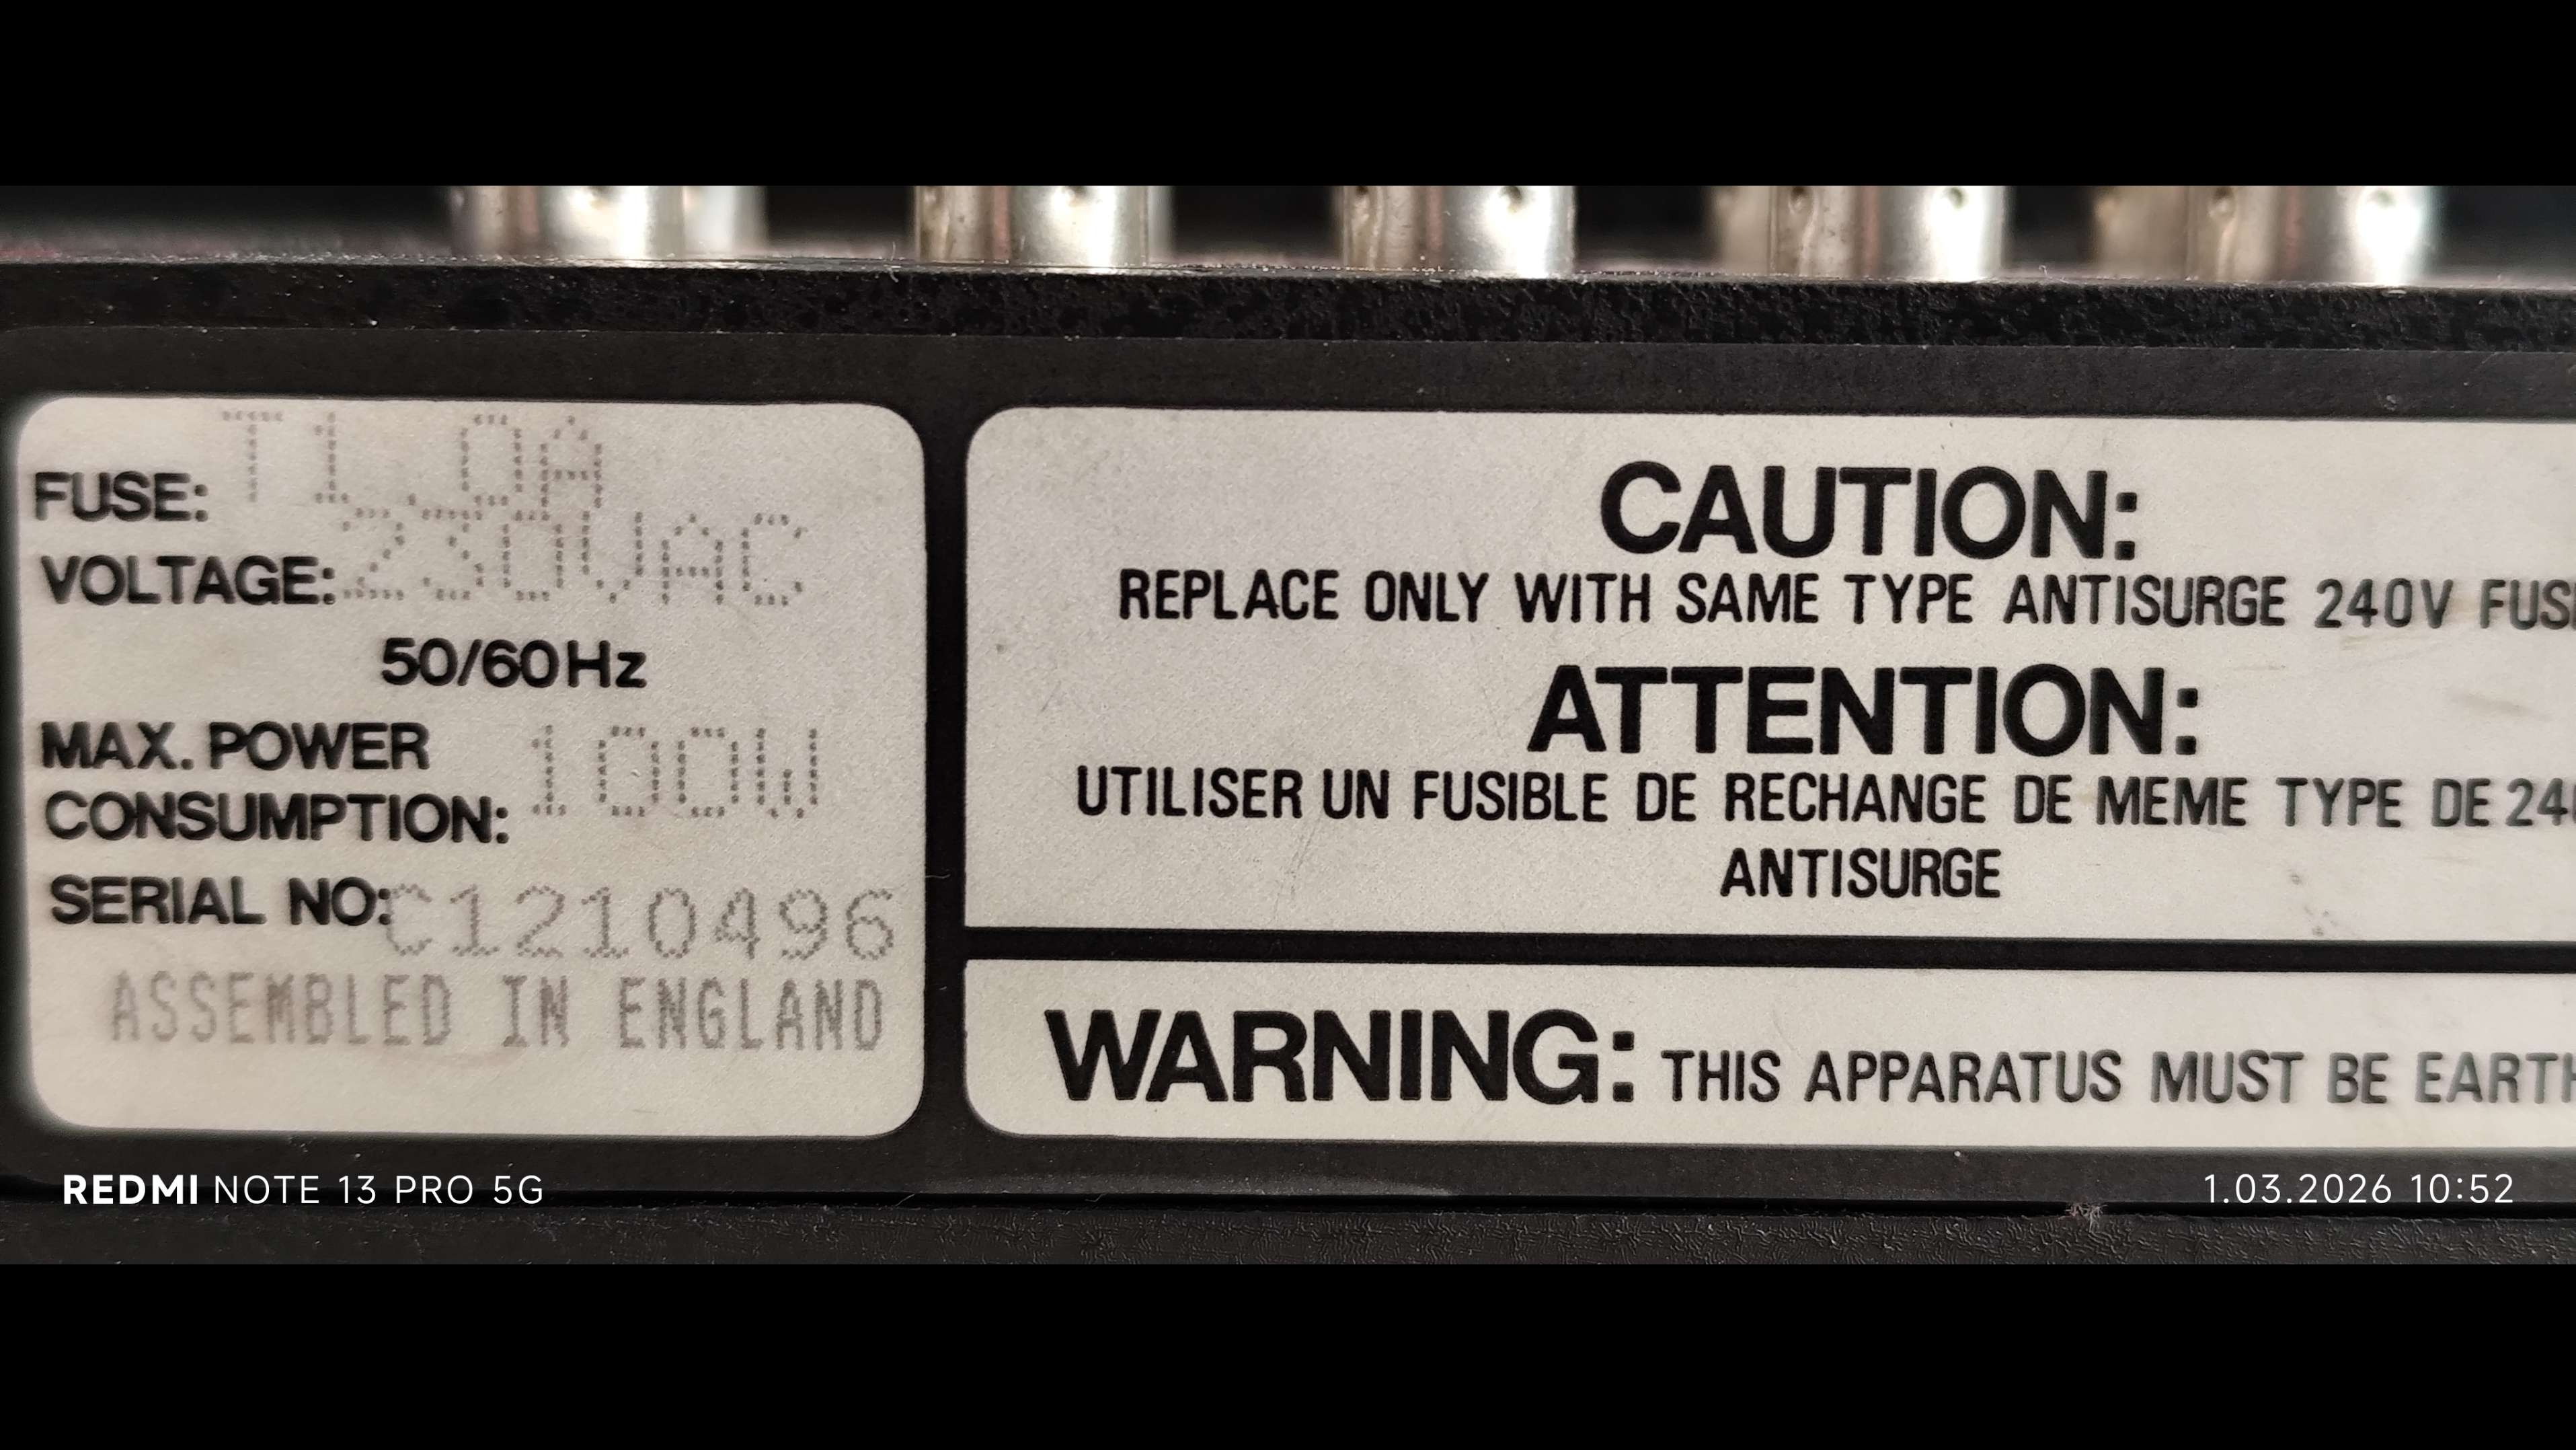 FUSE: T1.0A
VOLTAGE: 230VAC
50/60Hz
MAX. POWER
CONSUMPTION: 100W
SERIAL NO: C1210496
ASSEMBLED IN ENGLAND
CAUTION:
REPLACE ONLY WITH SAME TYPE ANTISURGE 240V
ATTENTION:
UTILISER UN FUSIBLE DE RECHANGE DE MEME TYPE DE
ANTISURGE
WARNING: THIS APPARATUS MUST BE
REDMI NOTE 13 PRO 5G
1.03.2026 10:52